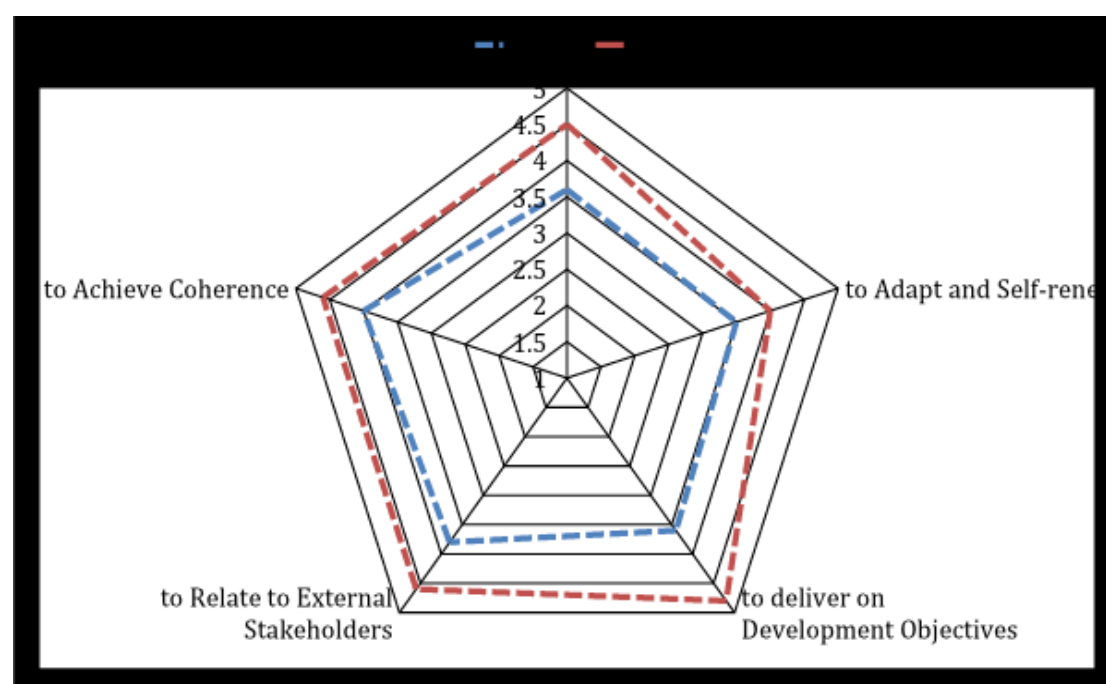 5
4.5
4
3.5
3
2.5
2
1.5
1
to Achieve Coherence
to Adapt and Self-rene
to Relate to External
Stakeholders
to deliver on
Development Objectives